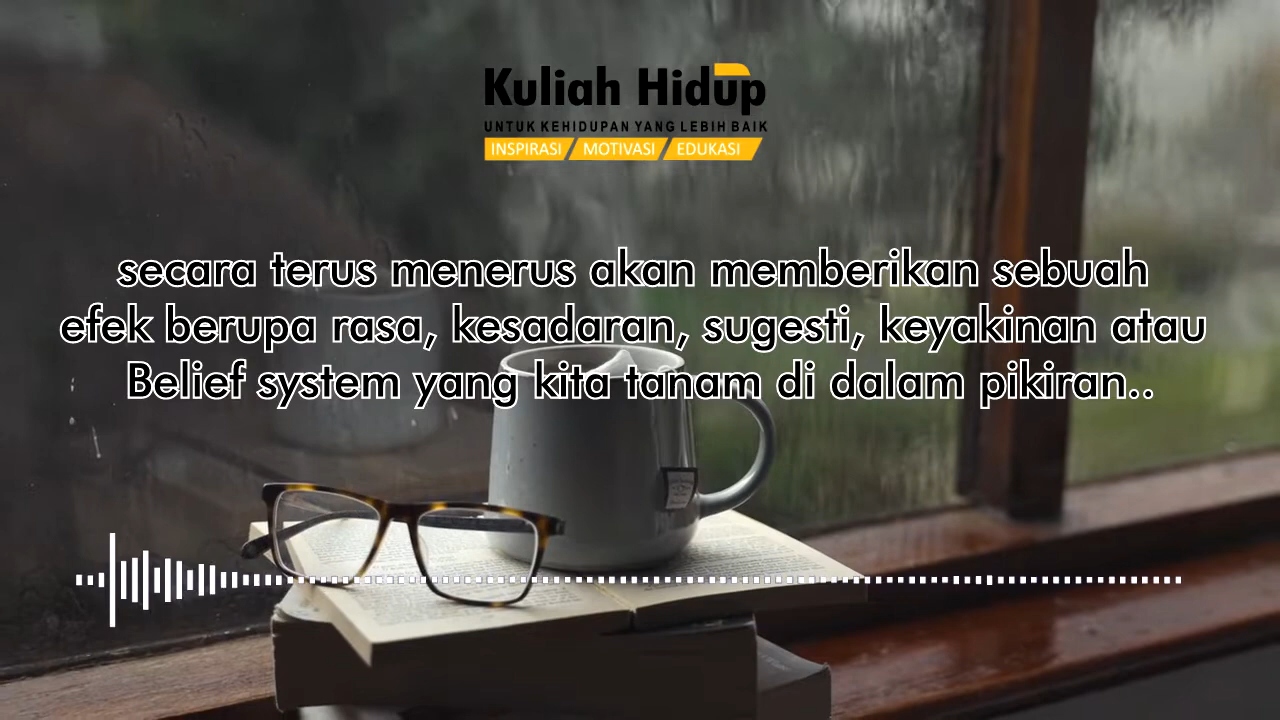 Kuliah Hidup
UNTUK KEHIDUPAN YANG LEBIH BAIK
INSPIRASI / MOTIVASI / EDUKASI
secara terus menerus akan memberikan sebuah
efek berupa rasa, kesadaran, sugesti, keyakinan atau
Belief system yang kita tanam di dalam pikiran..